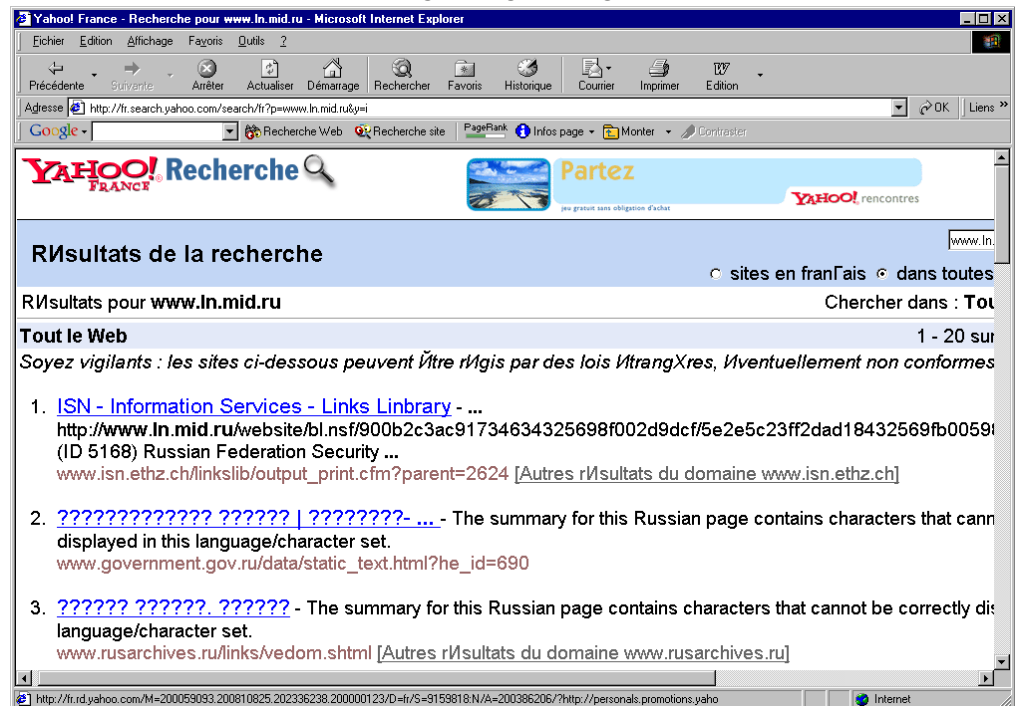 Yahoo! France - Recherche pour www.ln.mid.ru - Microsoft Internet Explorer
Fichier Edition Affichage Favoris Outils ?
Précédente Suivante Arrêter Actualiser Démarrage Rechercher Favoris Historique Courrier Imprimer Edition
Adresse http://fr.search.yahoo.com/search/fr?p=www.ln.mid.ru&y=i OK Liens »
Google Recherche Web Recherche site PageRank Infos page Monter Contraster
YAHOO! FRANCE Recherche
Partez
jeu gratuit sans obligation d'achat
YAHOO! rencontres
RИsultats de la recherche
www.ln.
sites en franГais dans toutes
RИsultats pour www.ln.mid.ru Chercher dans : Tou
Tout le Web 1 - 20 sur
Soyez vigilants : les sites ci-dessous peuvent Йtre rИgis par des lois ИtrangXres, Иventuellement non conformes
1. ISN - Information Services - Links Linbrary - ...
http://www.ln.mid.ru/website/bl.nsf/900b2c3ac91734634325698f002d9dcf/5e2e5c23ff2dad18432569fb00598
(ID 5168) Russian Federation Security ...
www.isn.ethz.ch/linkslib/output_print.cfm?parent=2624 [Autres rИsultats du domaine www.isn.ethz.ch]
2. ????????????? ?????? | ????????- ... - The summary for this Russian page contains characters that cann
displayed in this language/character set.
www.government.gov.ru/data/static_text.html?he_id=690
3. ?????? ??????. ?????? - The summary for this Russian page contains characters that cannot be correctly dis
language/character set.
www.rusarchives.ru/links/vedom.shtml [Autres rИsultats du domaine www.rusarchives.ru]
http://fr.rd.yahoo.com/M=200059093.200810825.202336238.200000123/D=fr/S=9159818:N/A=200386206/?http://personals.promotions.yaho Internet